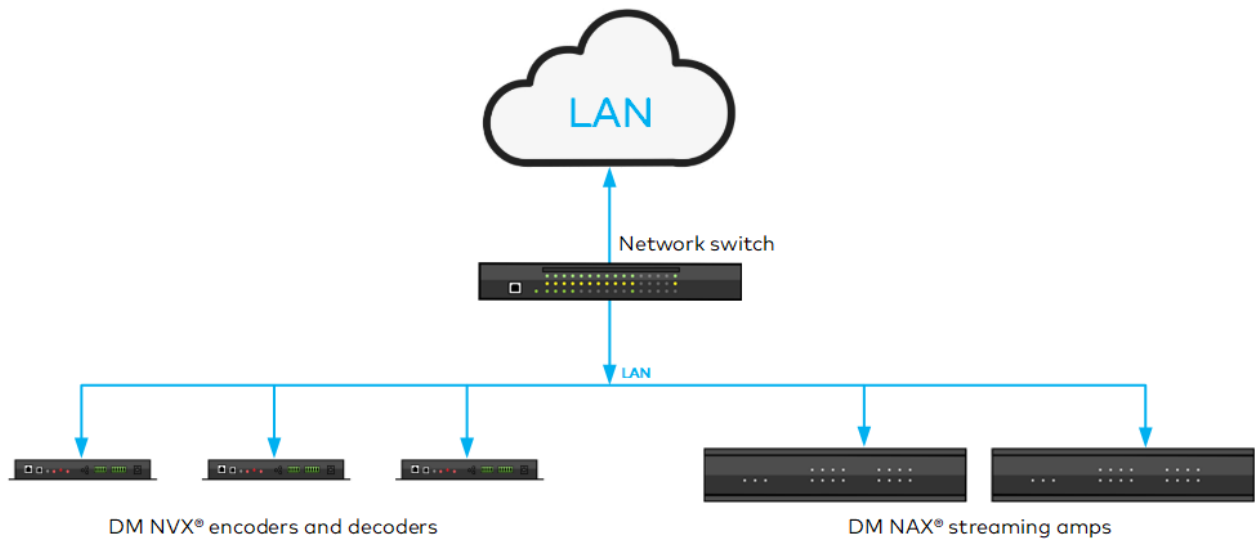 LAN
Network switch
LAN
DM NVX® encoders and decoders
DM NAX® streaming amps